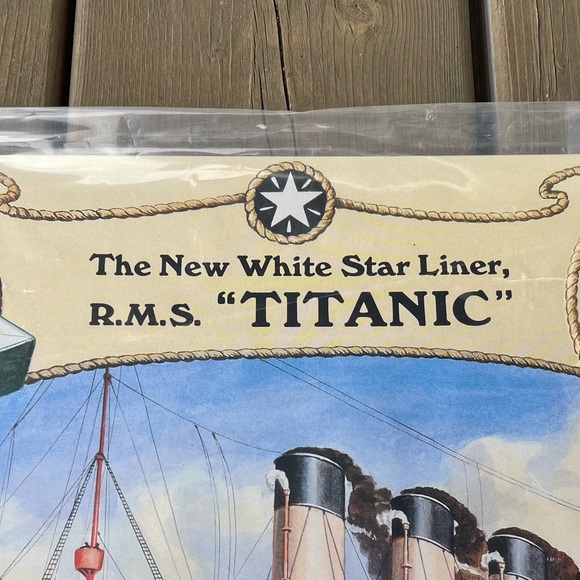 The New White Star Liner,
R.M.S. "TITANIC"